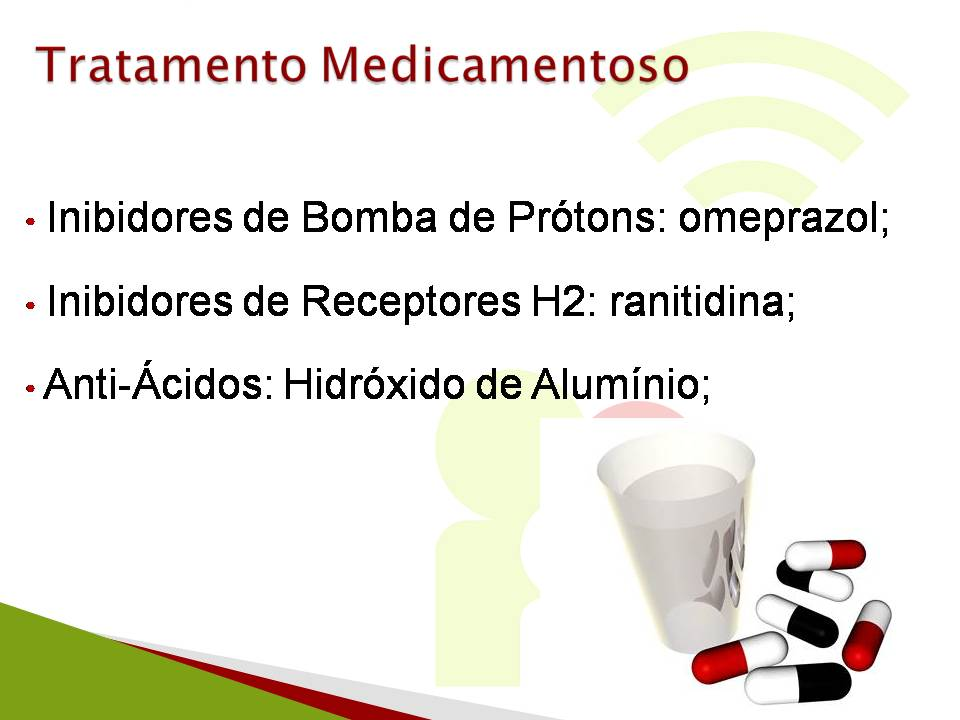 Tratamento Medicamentoso
• Inibidores de Bomba de Prótons: omeprazol;
• Inibidores de Receptores H2: ranitidina;
• Anti-Ácidos: Hidróxido de Alumínio;